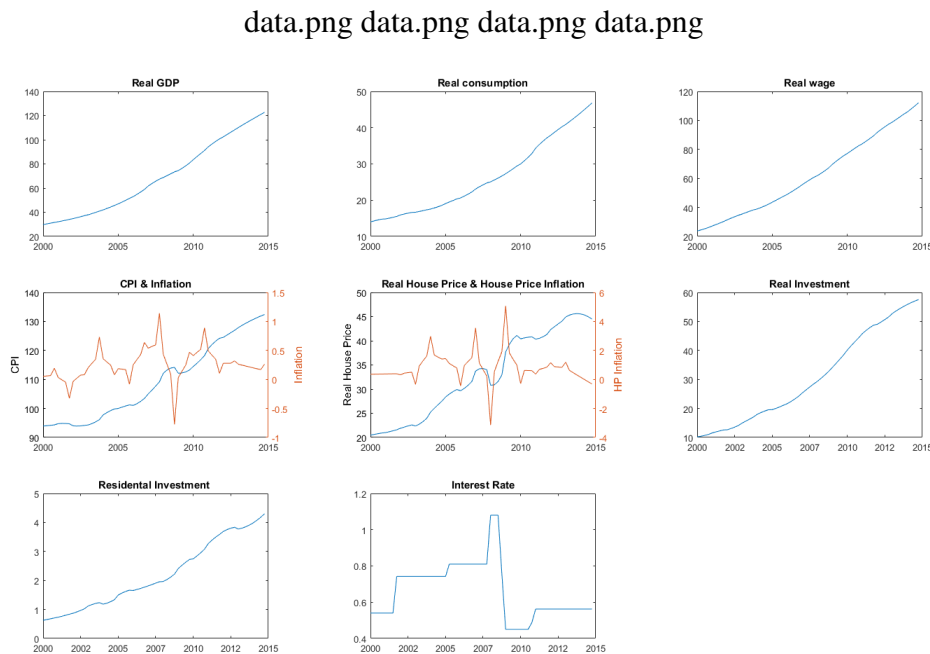 data.png data.png data.png data.png
Real GDP
140
120
100
80
60
40
20
2000 2005 2010 2015
Real consumption
50
40
30
20
10
2000 2005 2010 2015
Real wage
120
100
80
60
40
20
2000 2005 2010 2015
CPI & Inflation
CPI
140
130
120
110
100
90
1.5
1
0.5
0
-0.5
-1
Inflation
2000 2005 2010 2015
Real House Price & House Price Inflation
Real House Price
50
45
40
35
30
25
20
6
4
2
0
-2
-4
HP Inflation
2000 2005 2010 2015
Real Investment
60
50
40
30
20
10
2000 2002 2005 2007 2010 2012 2015
Residental Investment
5
4
3
2
1
0
2000 2002 2005 2007 2010 2012 2015
Interest Rate
1.2
1
0.8
0.6
0.4
2000 2002 2005 2007 2010 2012 2015